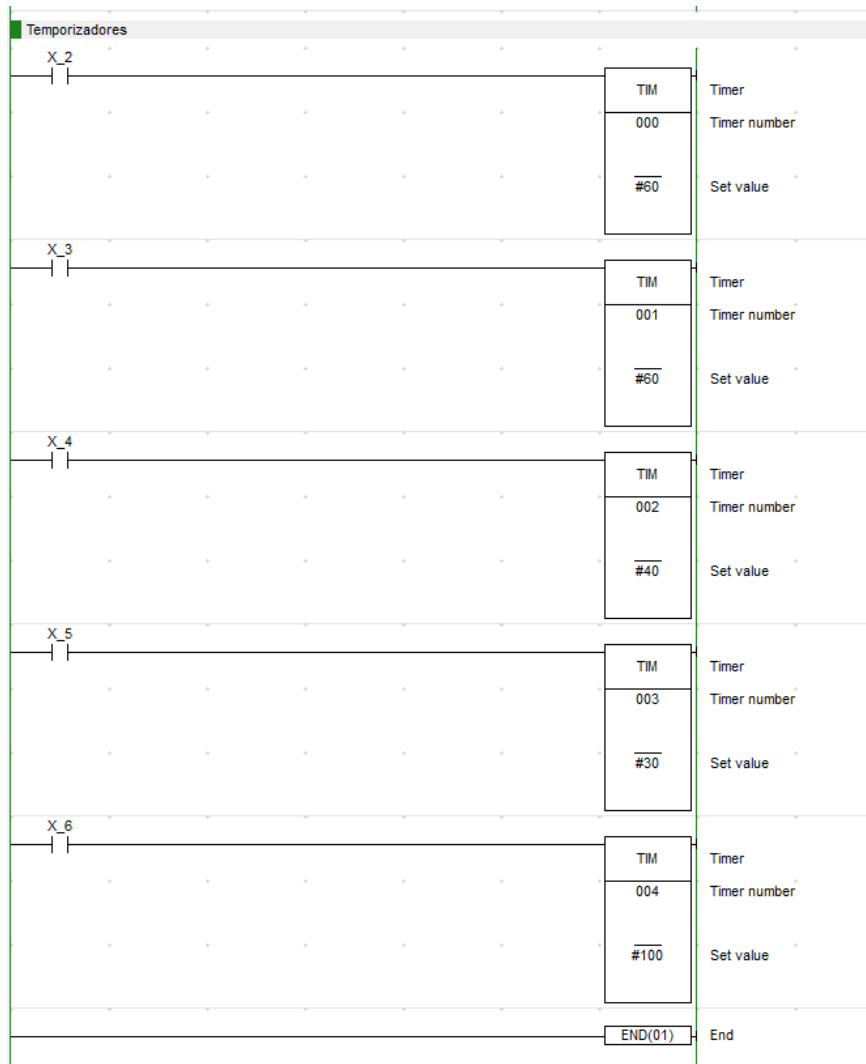 Temporizadores
X_2
TIM Timer
000 Timer number
#60 Set value
X_3
TIM Timer
001 Timer number
#60 Set value
X_4
TIM Timer
002 Timer number
#40 Set value
X_5
TIM Timer
003 Timer number
#30 Set value
X_6
TIM Timer
004 Timer number
#100 Set value
END(01) End